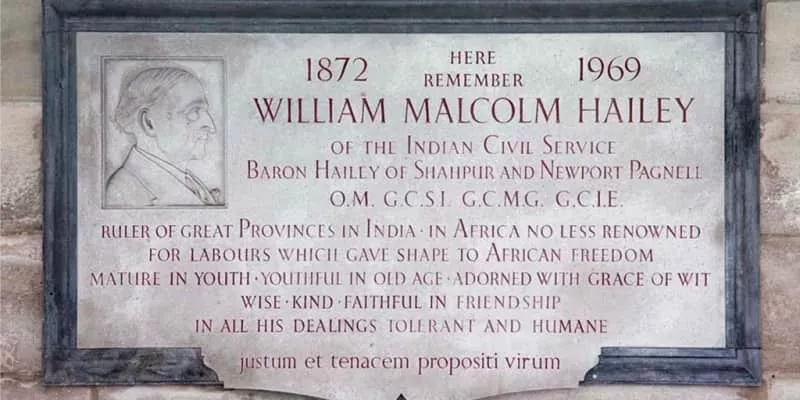 1872 HERE REMEMBER 1969
WILLIAM MALCOLM HAILEY
OF THE INDIAN CIVIL SERVICE
BARON HAILEY OF SHAHPUR AND NEWPORT PAGNELL
O.M. G.C.S.I. G.C.M.G. G.C.I.E.
RULER OF GREAT PROVINCES IN INDIA · IN AFRICA NO LESS RENOWNED
FOR LABOURS WHICH GAVE SHAPE TO AFRICAN FREEDOM
MATURE IN YOUTH · YOUTHFUL IN OLD AGE · ADORNED WITH GRACE OF WIT
WISE · KIND · FAITHFUL IN FRIENDSHIP
IN ALL HIS DEALINGS TOLERANT AND HUMANE
justum et tenacem propositi virum